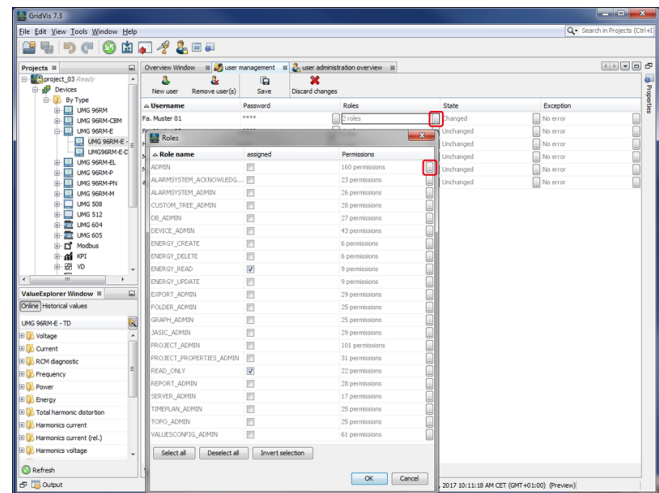 GridVis 7.3
File Edit View Tools Window Help
Search in Projects (Ctrl+I
Projects
project_03 Ready
Devices
By Type
UMG 96RM
UMG 96RM-CBM
UMG 96RM-E
UMG 96RM-E -
UMG96RM-E-C
UMG 96RM-EL
UMG 96RM-P
UMG 96RM-PN
UMG 96RM-M
UMG 508
UMG 512
UMG 604
UMG 605
Modbus
KPI
VD
ValueExplorer Window
Online Historical values
UMG 96RM-E - TD
Voltage
Current
RCM diagnostic
Frequency
Power
Energy
Total harmonic distortion
Harmonics current
Harmonics current (rel.)
Harmonics voltage
Refresh
Output
Overview Window user management user administration overview
New user Remove user(s) Save Discard changes
Username Password Roles State Exception
Fa. Muster 01 **** 2 roles Changed No error
Unchanged No error
Unchanged No error
Unchanged No error
Unchanged No error
Unchanged No error
Properties
Roles
Role name assigned Permissions
ADMIN 160 permissions
ALARMSYSTEM_ACKNOWLEDG... 23 permissions
ALARMSYSTEM_ADMIN 26 permissions
CUSTOM_TREE_ADMIN 28 permissions
DB_ADMIN 27 permissions
DEVICE_ADMIN 43 permissions
ENERGY_CREATE 6 permissions
ENERGY_DELETE 6 permissions
ENERGY_READ 9 permissions
ENERGY_UPDATE 9 permissions
EXPORT_ADMIN 29 permissions
FOLDER_ADMIN 25 permissions
GRAPH_ADMIN 25 permissions
JASIC_ADMIN 29 permissions
PROJECT_ADMIN 101 permissions
PROJECT_PROPERTIES_ADMIN 31 permissions
READ_ONLY 22 permissions
REPORT_ADMIN 28 permissions
SERVER_ADMIN 17 permissions
TIMEPLAN_ADMIN 25 permissions
TOPO_ADMIN 25 permissions
VALUESCONFIG_ADMIN 61 permissions
Select all Deselect all Invert selection
OK Cancel
, 2017 10:11:18 AM CET (GMT+01:00) (Preview)